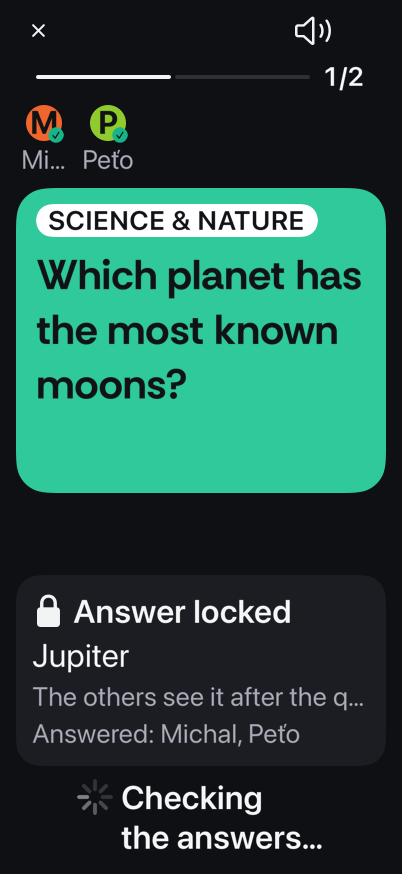 1/2
M P
Mi... Peťo
SCIENCE & NATURE
Which planet has
the most known
moons?
Answer locked
Jupiter
The others see it after the q...
Answered: Michal, Peťo
Checking
the answers...